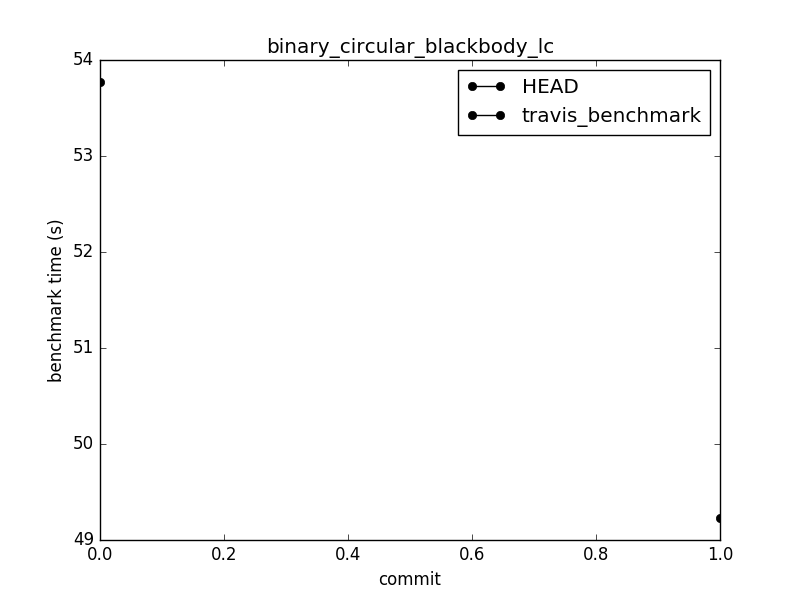 binary_circular_blackbody_lc
HEAD
travis_benchmark
54
53
52
51
50
49
benchmark time (s)
0.0 0.2 0.4 0.6 0.8 1.0
commit